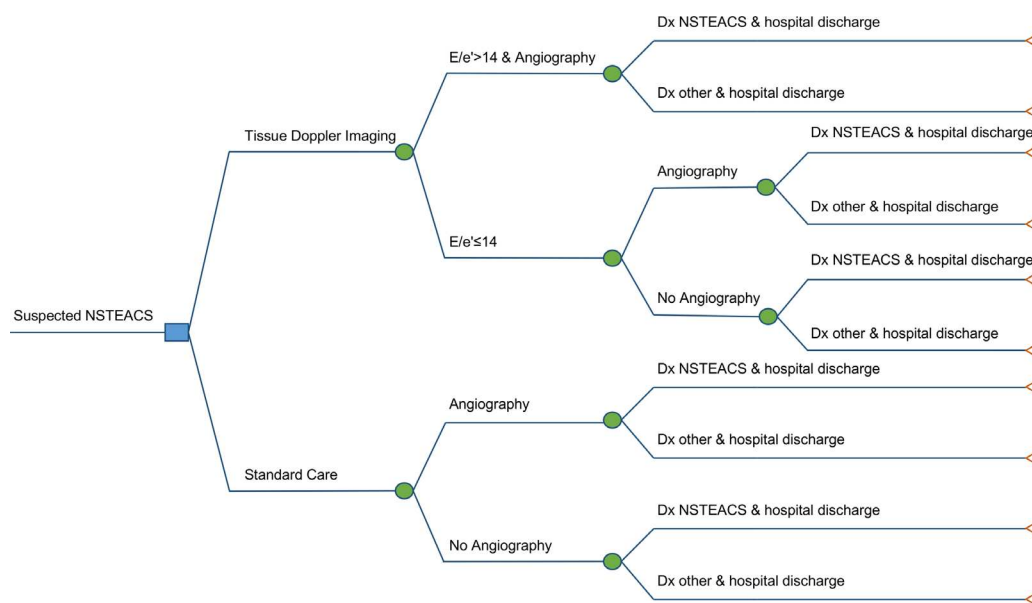 Dx NSTEACS & hospital discharge
E/e'>14 & Angiography
Dx other & hospital discharge
Tissue Doppler Imaging
Dx NSTEACS & hospital discharge
Angiography
Dx other & hospital discharge
E/e'≤14
Dx NSTEACS & hospital discharge
No Angiography
Dx other & hospital discharge
Suspected NSTEACS
Dx NSTEACS & hospital discharge
Angiography
Dx other & hospital discharge
Standard Care
Dx NSTEACS & hospital discharge
No Angiography
Dx other & hospital discharge